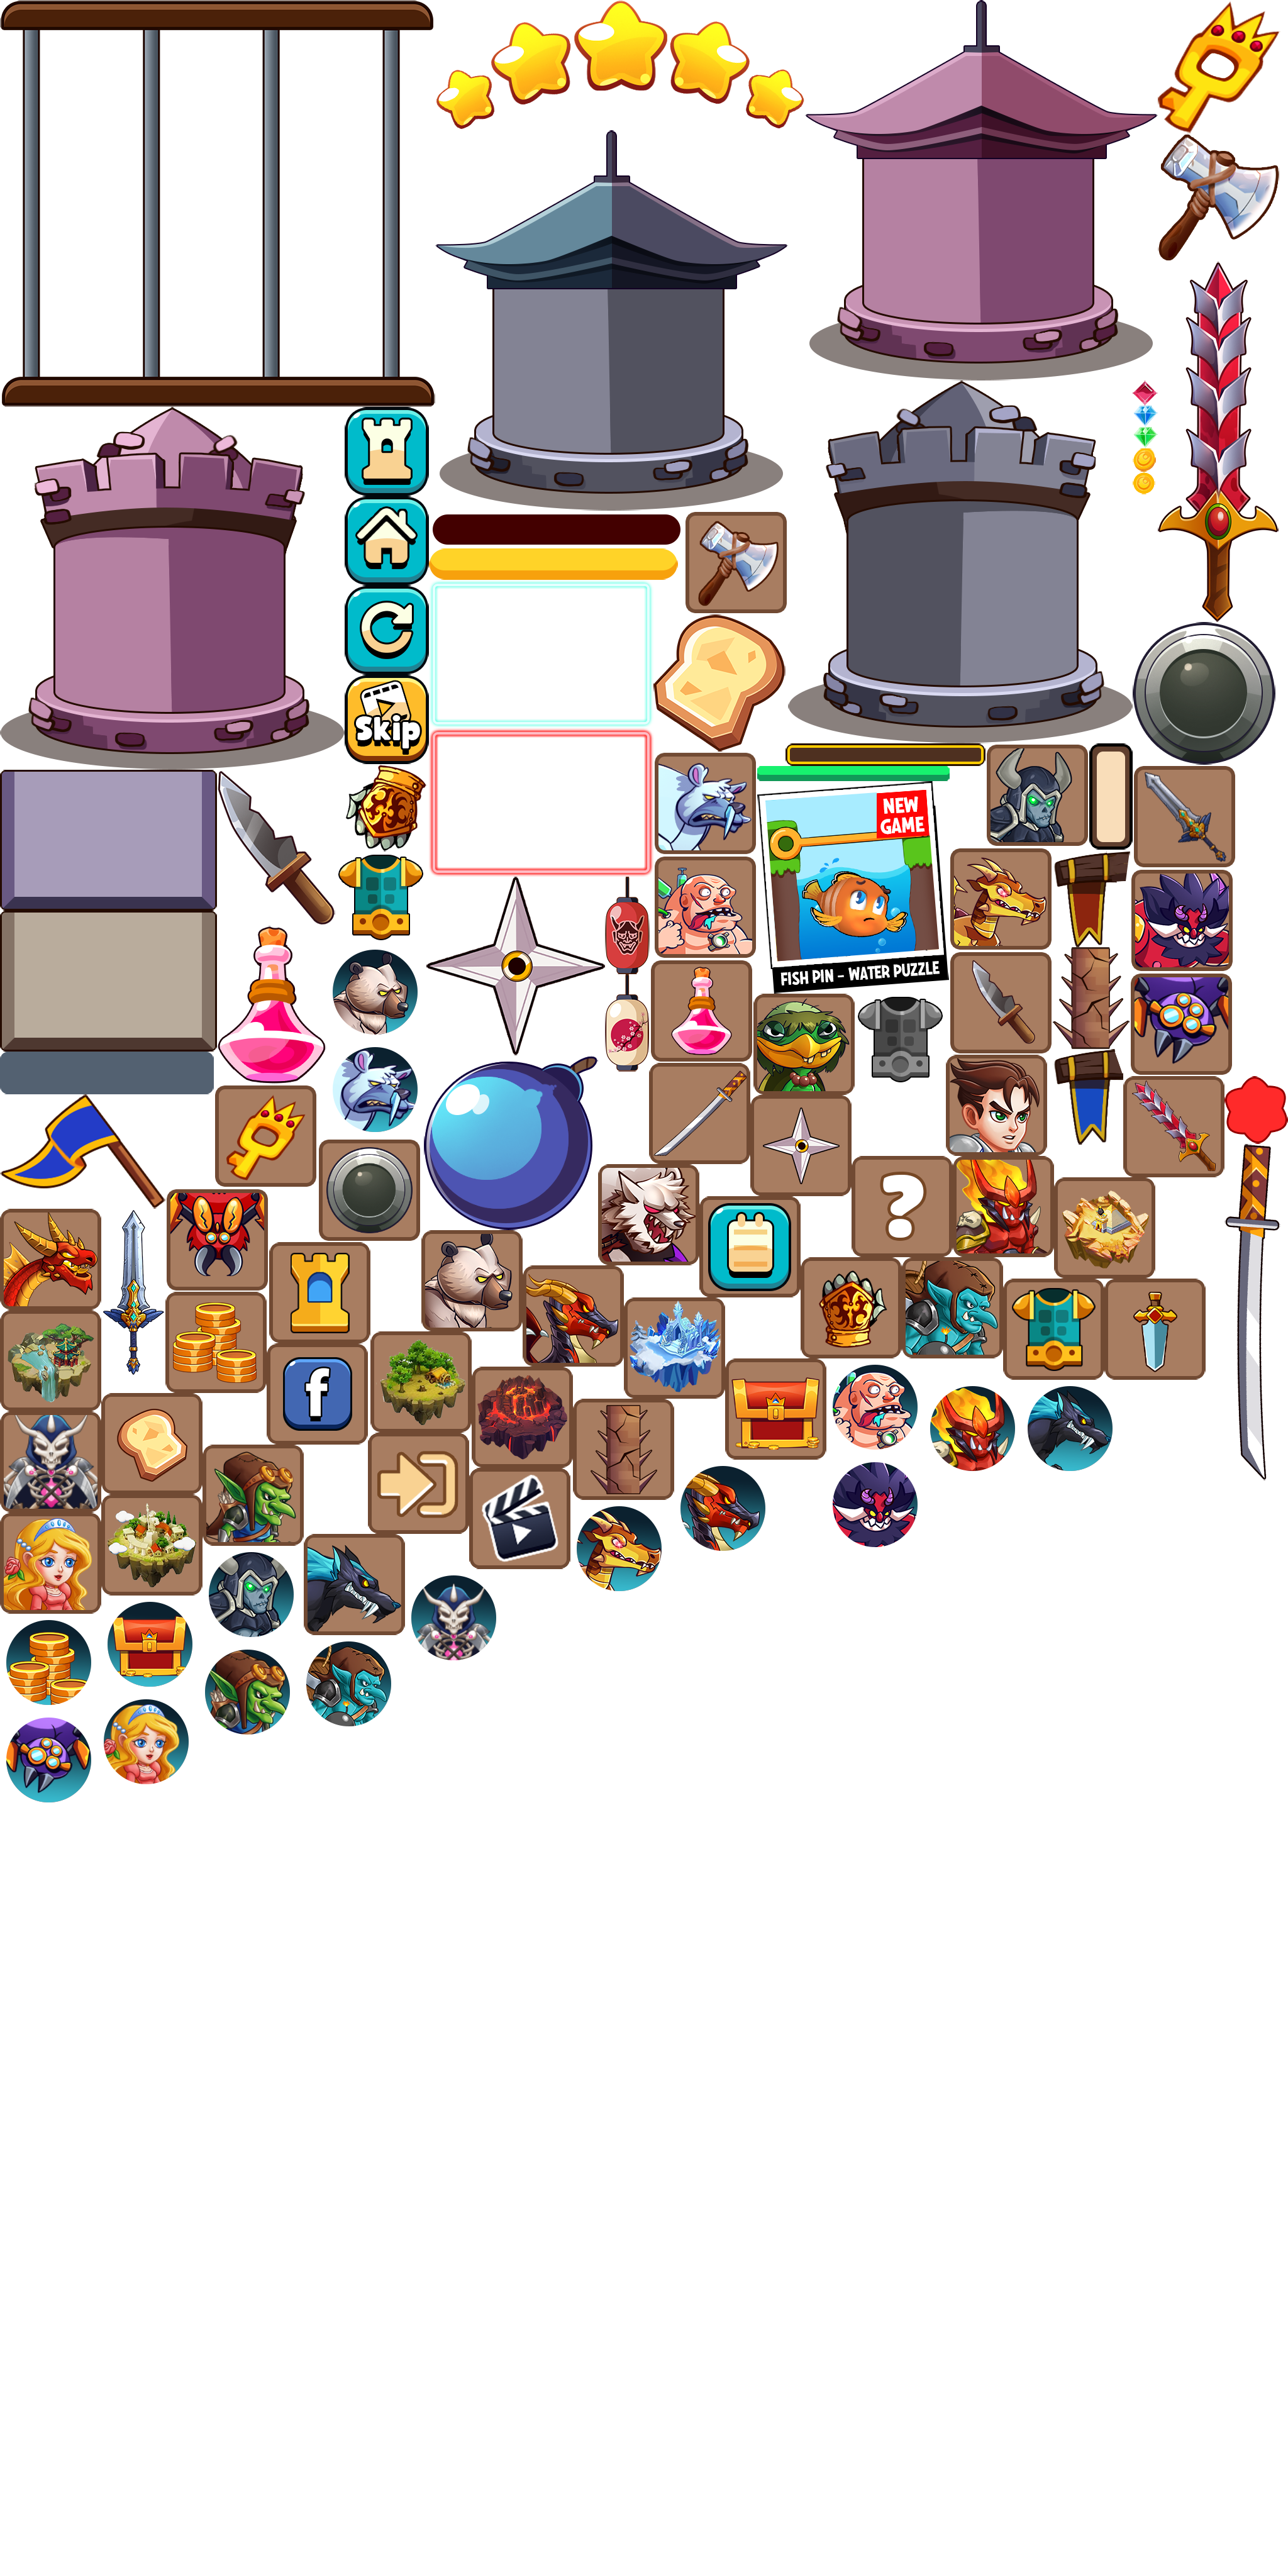 Skip
NEW
GAME
FISH PIN - WATER PUZZLE
?
f